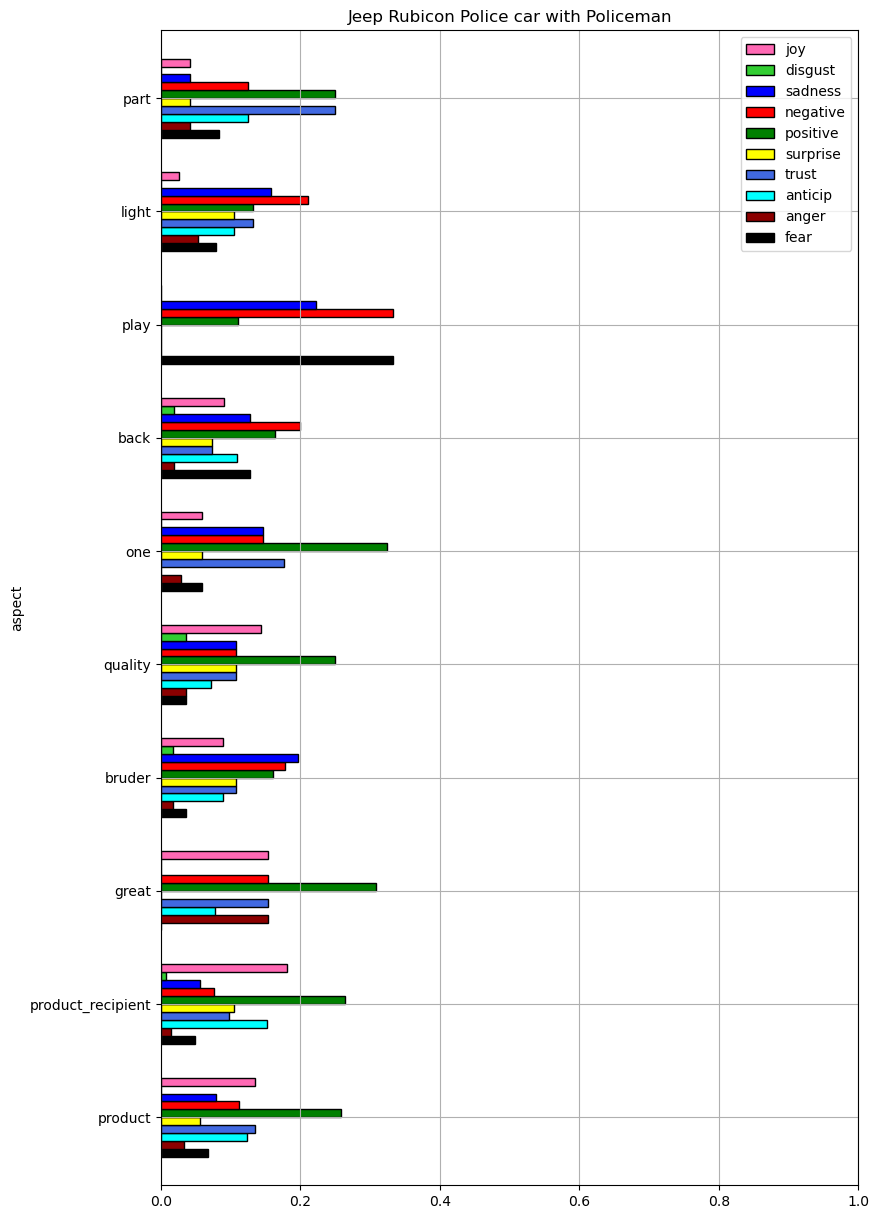 Jeep Rubicon Police car with Policeman
joy
disgust
sadness
negative
positive
surprise
trust
anticip
anger
fear
part
light
play
back
one
quality
bruder
great
product_recipient
product
aspect
0.0 0.2 0.4 0.6 0.8 1.0